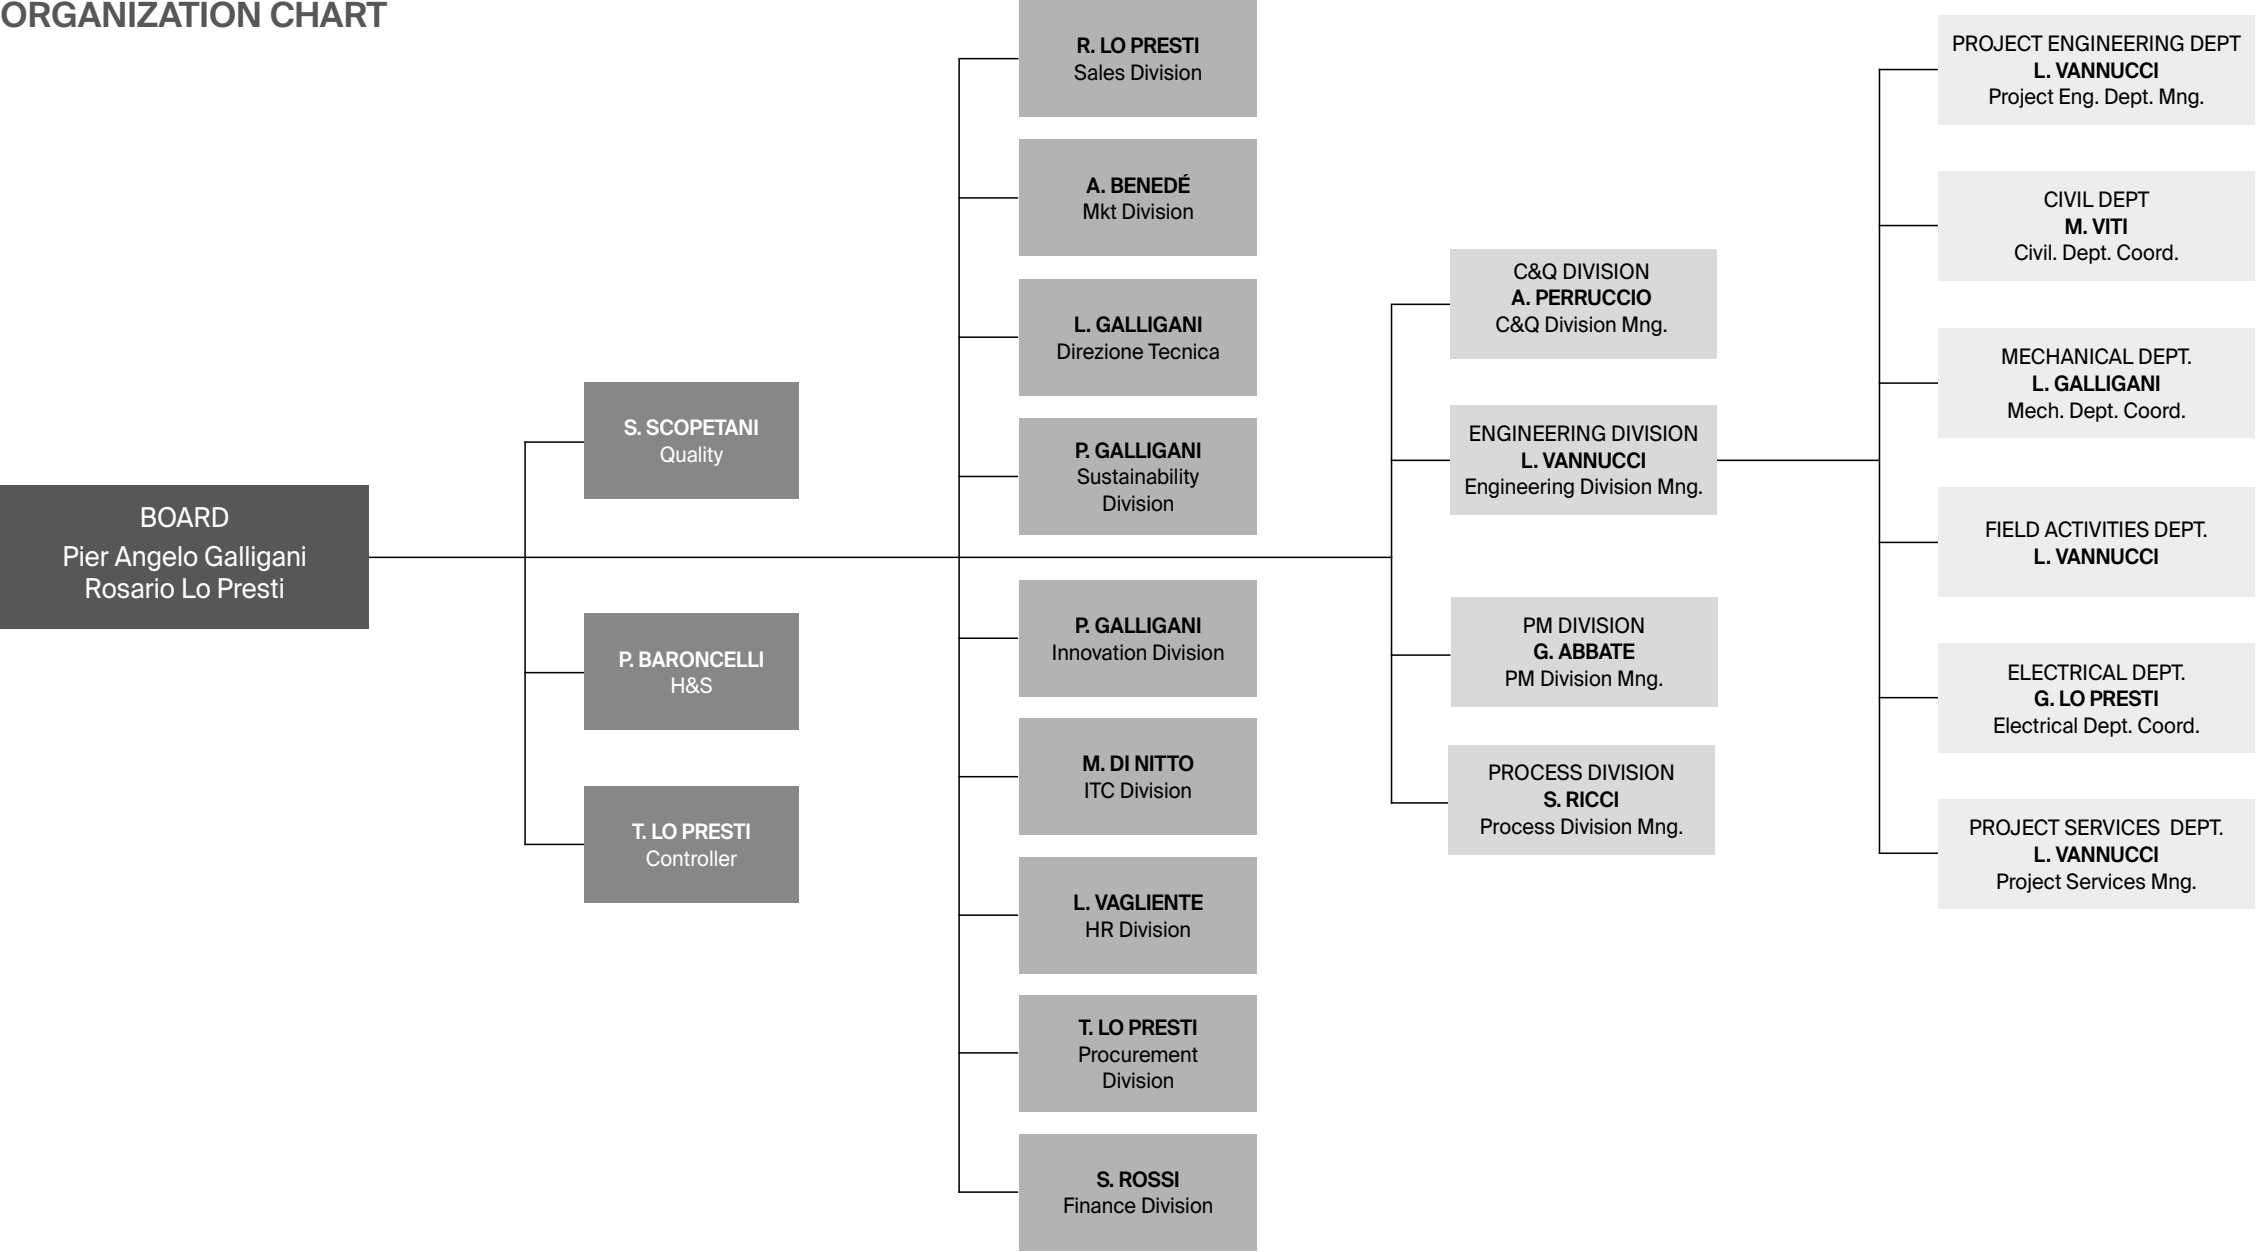 ORGANIZATION CHART
BOARD
Pier Angelo Galligani
Rosario Lo Presti
S. SCOPETANI
Quality
P. BARONCELLI
H&S
T. LO PRESTI
Controller
R. LO PRESTI
Sales Division
A. BENEDÉ
Mkt Division
L. GALLIGANI
Direzione Tecnica
P. GALLIGANI
Sustainability
Division
P. GALLIGANI
Innovation Division
M. DI NITTO
ITC Division
L. VAGLIENTE
HR Division
T. LO PRESTI
Procurement
Division
S. ROSSI
Finance Division
C&Q DIVISION
A. PERRUCCIO
C&Q Division Mng.
ENGINEERING DIVISION
L. VANNUCCI
Engineering Division Mng.
PM DIVISION
G. ABBATE
PM Division Mng.
PROCESS DIVISION
S. RICCI
Process Division Mng.
PROJECT ENGINEERING DEPT
L. VANNUCCI
Project Eng. Dept. Mng.
CIVIL DEPT
M. VITI
Civil. Dept. Coord.
MECHANICAL DEPT.
L. GALLIGANI
Mech. Dept. Coord.
FIELD ACTIVITIES DEPT.
L. VANNUCCI
ELECTRICAL DEPT.
G. LO PRESTI
Electrical Dept. Coord.
PROJECT SERVICES DEPT.
L. VANNUCCI
Project Services Mng.